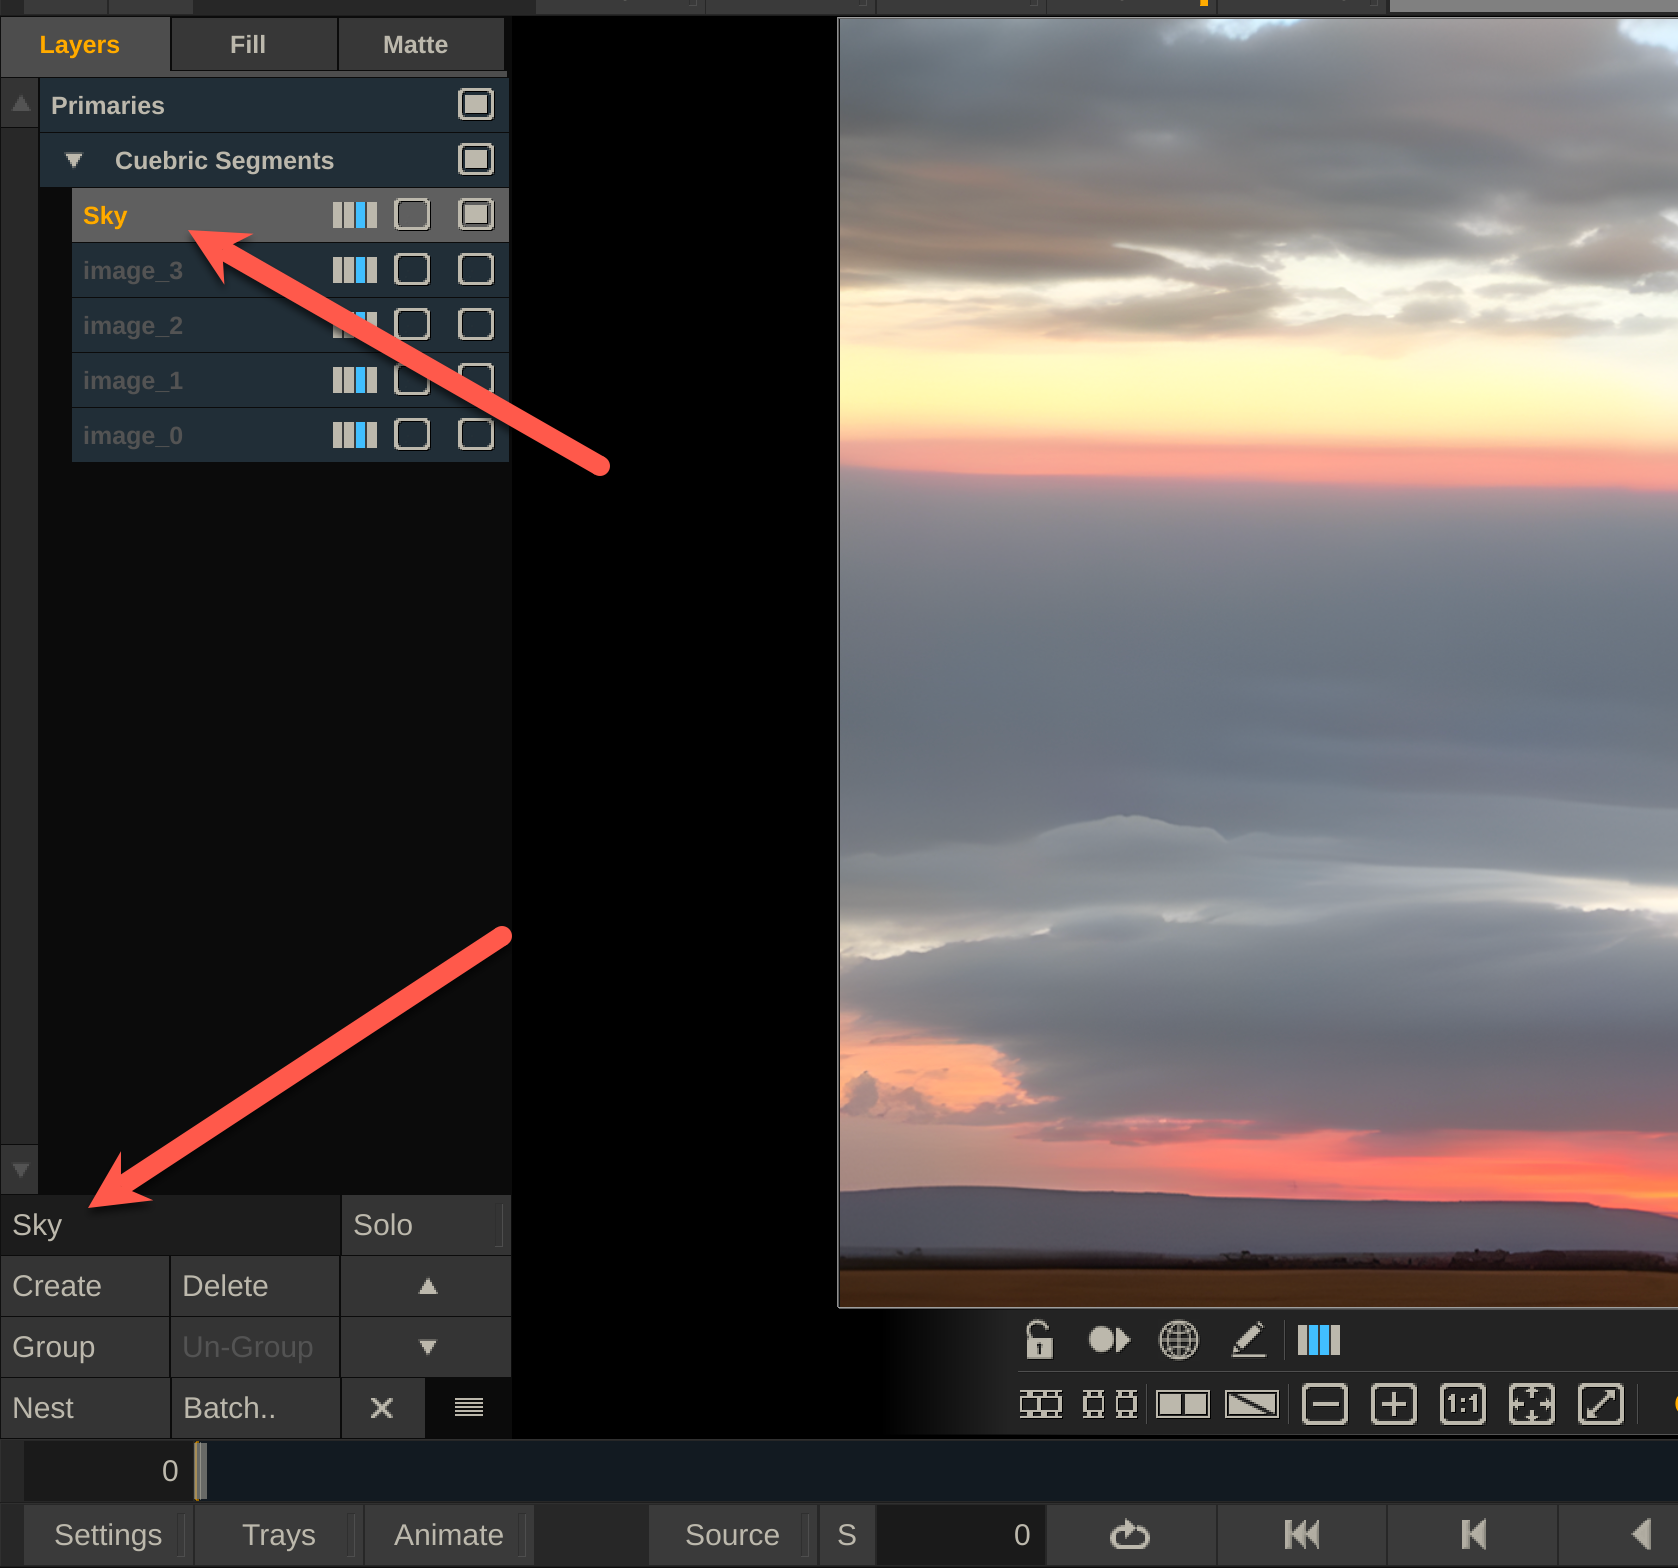 Layers Fill Matte
Primaries
Cuebric Segments
Sky
image_3
image_2
image_1
image_0
Sky Solo
Create Delete
Group Un-Group
Nest Batch..
1:1
0
Settings Trays Animate Source S 0